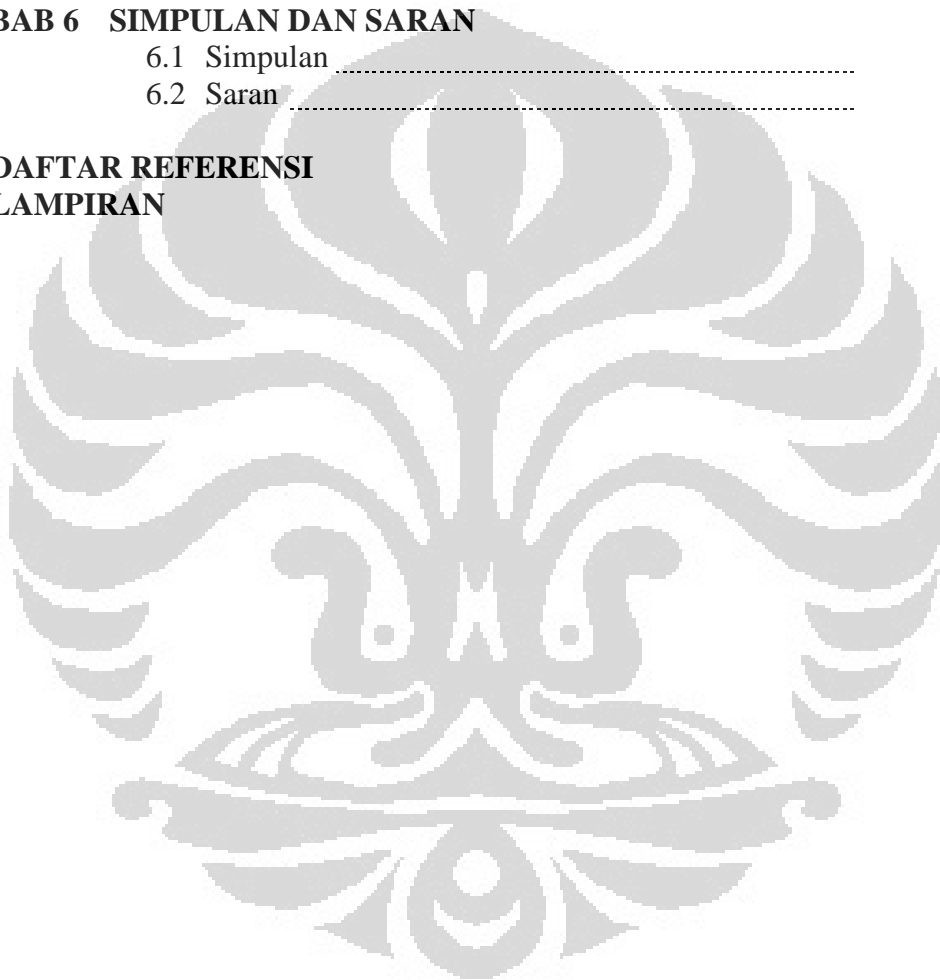 BAB 6 SIMPULAN DAN SARAN
6.1 Simpulan
6.2 Saran
DAFTAR REFERENSI
LAMPIRAN